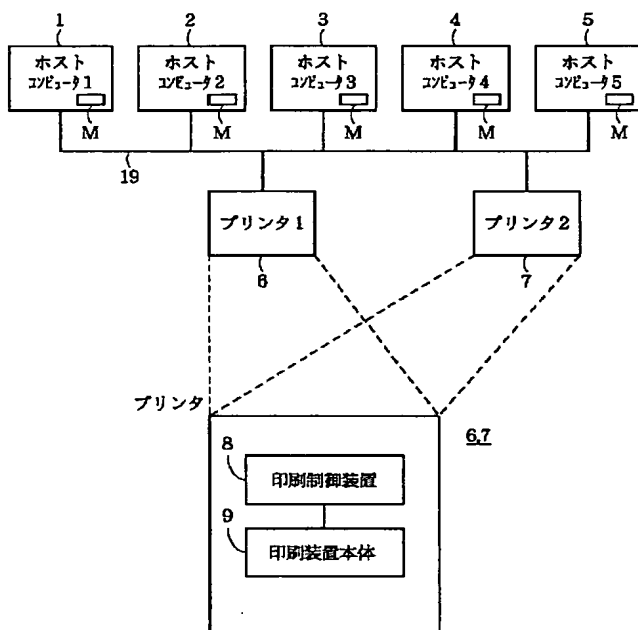 1 2 3 4 5
ホスト ホスト ホスト ホスト ホスト
コンピュータ1 コンピュータ2 コンピュータ3 コンピュータ4 コンピュータ5
M M M M M
19
プリンタ1 プリンタ2
6 7
プリンタ
6,7
8
印刷制御装置
9
印刷装置本体